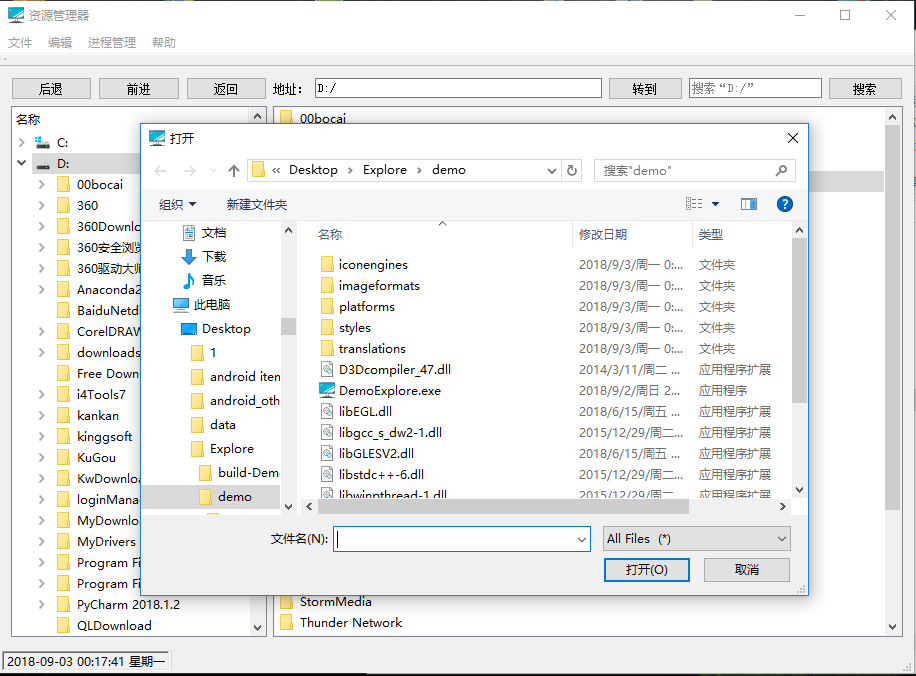 资源管理器
文件 编辑 进程管理 帮助
后退 前进 返回 地址: D:/ 转到 搜索“D:/” 搜索
名称
C:
D:
00bocai
360
360Downlo
360安全浏览
360驱动大师
Anaconda2
BaiduNetd
CorelDRAW
downloads
Free Down
i4Tools7
kankan
kinggsoft
KuGou
KwDownloa
loginMana
MyDownlo
MyDrivers
Program Fi
Program Fi
PyCharm 2018.1.2
QLDownload
00bocai
打开
« Desktop › Explore › demo
搜索"demo"
组织 新建文件夹
文档
下载
音乐
此电脑
Desktop
1
android item
android_oth
data
Explore
build-Dem
demo
名称 修改日期 类型
iconengines 2018/9/3/周一 0:... 文件夹
imageformats 2018/9/3/周一 0:... 文件夹
platforms 2018/9/3/周一 0:... 文件夹
styles 2018/9/3/周一 0:... 文件夹
translations 2018/9/3/周一 0:... 文件夹
D3Dcompiler_47.dll 2014/3/11/周二 ... 应用程序扩展
DemoExplore.exe 2018/9/2/周日 2... 应用程序
libEGL.dll 2018/6/15/周五 ... 应用程序扩展
libgcc_s_dw2-1.dll 2015/12/29/周二... 应用程序扩展
libGLESV2.dll 2018/6/15/周五 ... 应用程序扩展
libstdc++-6.dll 2015/12/29/周二... 应用程序扩展
libwinpthread-1.dll 2015/12/29/周二... 应用程序扩展
文件名(N): All Files (*)
打开(O) 取消
StormMedia
Thunder Network
2018-09-03 00:17:41 星期一